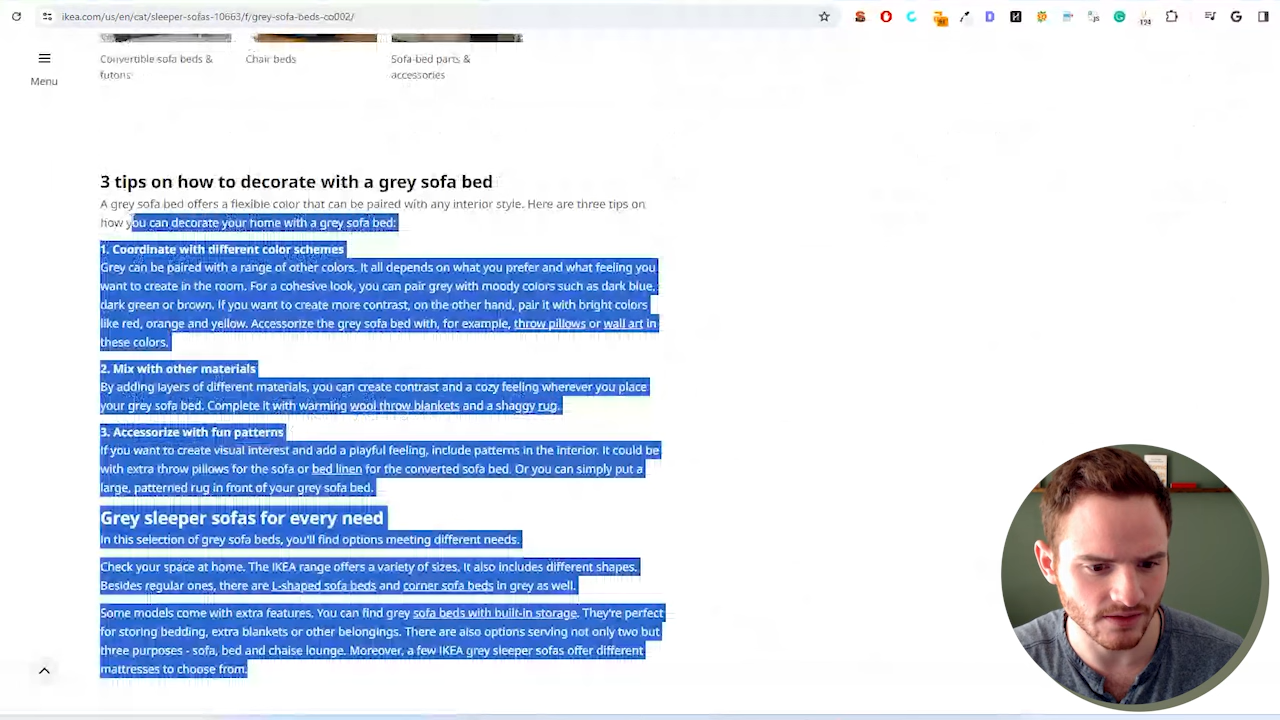 ikea.com/us/en/cat/sleeper-sofas-10663/f/grey-sofa-beds-co002/
Menu
Convertible sofa beds &
futons
Chair beds
Sofa-bed parts &
accessories
3 tips on how to decorate with a grey sofa bed
A grey sofa bed offers a flexible color that can be paired with any interior style. Here are three tips on
how you can decorate your home with a grey sofa bed:
1. Coordinate with different color schemes
Grey can be paired with a range of other colors. It all depends on what you prefer and what feeling you
want to create in the room. For a cohesive look, you can pair grey with moody colors such as dark blue,
dark green or brown. If you want to create more contrast, on the other hand, pair it with bright colors
like red, orange and yellow. Accessorize the grey sofa bed with, for example, throw pillows or wall art in
these colors.
2. Mix with other materials
By adding layers of different materials, you can create contrast and a cozy feeling wherever you place
your grey sofa bed. Complete it with warming wool throw blankets and a shaggy rug.
3. Accessorize with fun patterns
If you want to create visual interest and add a playful feeling, include patterns in the interior. It could be
with extra throw pillows for the sofa or bed linen for the converted sofa bed. Or you can simply put a
large, patterned rug in front of your grey sofa bed.
Grey sleeper sofas for every need
In this selection of grey sofa beds, you'll find options meeting different needs.
Check your space at home. The IKEA range offers a variety of sizes. It also includes different shapes.
Besides regular ones, there are L-shaped sofa beds and corner sofa beds in grey as well.
Some models come with extra features. You can find grey sofa beds with built-in storage. They're perfect
for storing bedding, extra blankets or other belongings. There are also options serving not only two but
three purposes - sofa, bed and chaise lounge. Moreover, a few IKEA grey sleeper sofas offer different
mattresses to choose from.